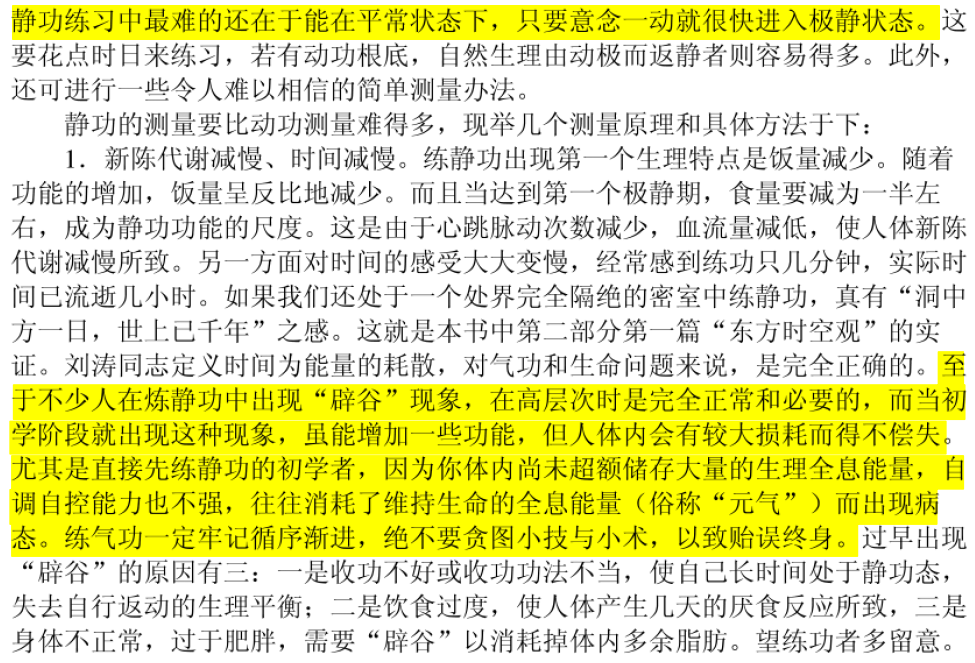 静功练习中最难的还在于能在平常状态下，只要意念一动就很快进入极静状态。这
要花点时日来练习，若有动功根底，自然生理由动极而返静者则容易得多。此外，
还可进行一些令人难以相信的简单测量办法。
静功的测量要比动功测量难得多，现举几个测量原理和具体方法于下：
1．新陈代谢减慢、时间减慢。练静功出现第一个生理特点是饭量减少。随着
功能的增加，饭量呈反比地减少。而且当达到第一个极静期，食量要减为一半左
右，成为静功功能的尺度。这是由于心跳脉动次数减少，血流量减低，使人体新陈
代谢减慢所致。另一方面对时间的感受大大变慢，经常感到练功只几分钟，实际时
间已流逝几小时。如果我们还处于一个处界完全隔绝的密室中练静功，真有“洞中
方一日，世上已千年”之感。这就是本书中第二部分第一篇“东方时空观”的实
证。刘涛同志定义时间为能量的耗散，对气功和生命问题来说，是完全正确的。至
于不少人在炼静功中出现“辟谷”现象，在高层次时是完全正常和必要的，而当初
学阶段就出现这种现象，虽能增加一些功能，但人体内会有较大损耗而得不偿失。
尤其是直接先练静功的初学者，因为你体内尚未超额储存大量的生理全息能量，自
调自控能力也不强，往往消耗了维持生命的全息能量（俗称“元气”）而出现病
态。练气功一定牢记循序渐进，绝不要贪图小技与小术，以致贻误终身。过早出现
“辟谷”的原因有三：一是收功不好或收功功法不当，使自己长时间处于静功态，
失去自行返动的生理平衡；二是饮食过度，使人体产生几天的厌食反应所致，三是
身体不正常，过于肥胖，需要“辟谷”以消耗掉体内多余脂肪。望练功者多留意。